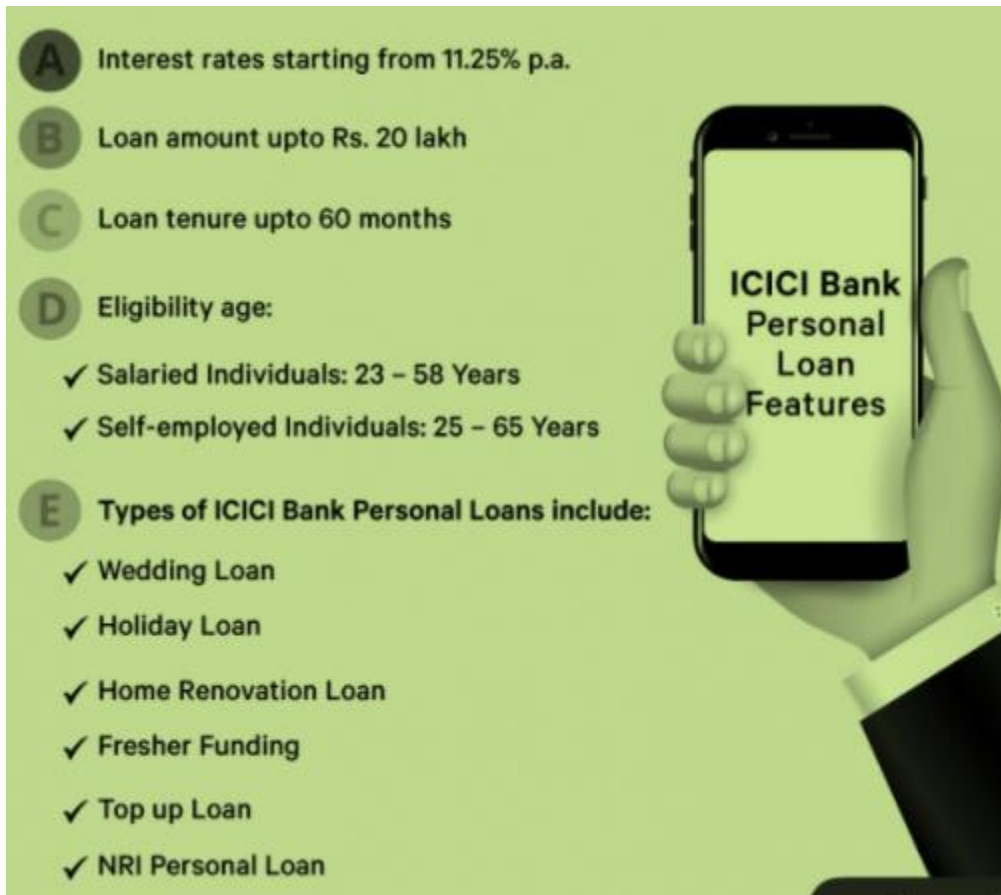 A Interest rates starting from 11.25% p.a.
B Loan amount upto Rs. 20 lakh
C Loan tenure upto 60 months
D Eligibility age:
✓ Salaried Individuals: 23 – 58 Years
✓ Self-employed Individuals: 25 – 65 Years
E Types of ICICI Bank Personal Loans include:
✓ Wedding Loan
✓ Holiday Loan
✓ Home Renovation Loan
✓ Fresher Funding
✓ Top up Loan
✓ NRI Personal Loan
ICICI Bank
Personal
Loan
Features